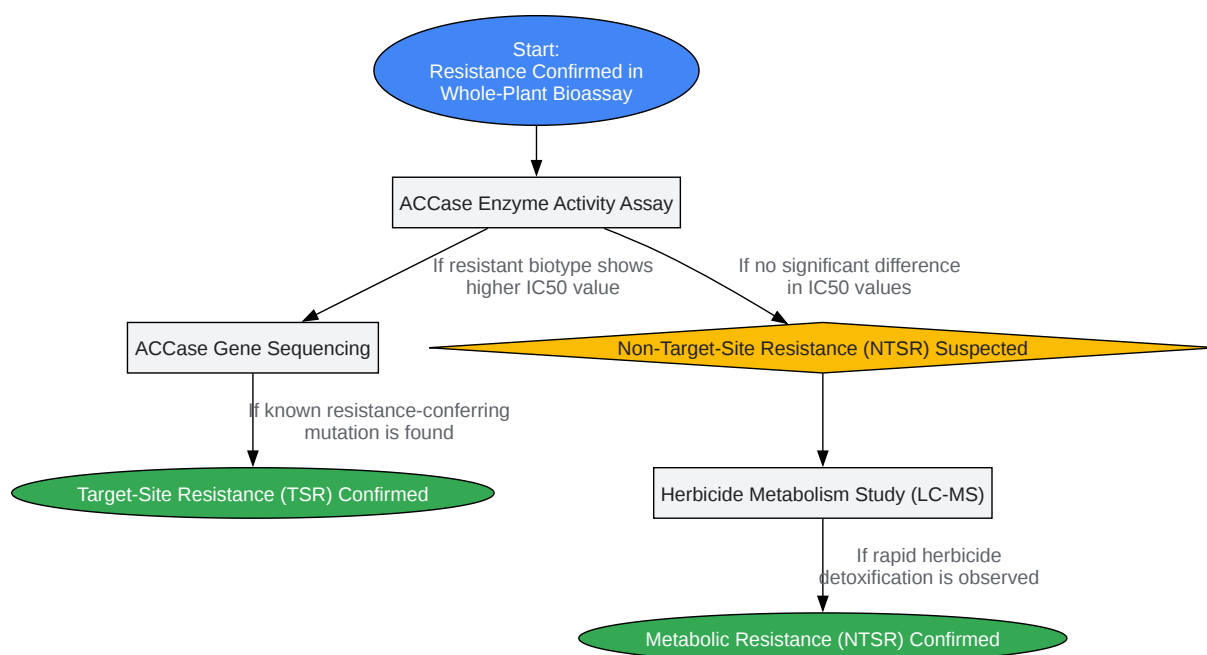 Start:
Resistance Confirmed in
Whole-Plant Bioassay
ACCase Enzyme Activity Assay
If resistant biotype shows
higher IC50 value
If no significant difference
in IC50 values
ACCase Gene Sequencing
Non-Target-Site Resistance (NTSR) Suspected
If known resistance-conferring
mutation is found
Target-Site Resistance (TSR) Confirmed
Herbicide Metabolism Study (LC-MS)
If rapid herbicide
detoxification is observed
Metabolic Resistance (NTSR) Confirmed